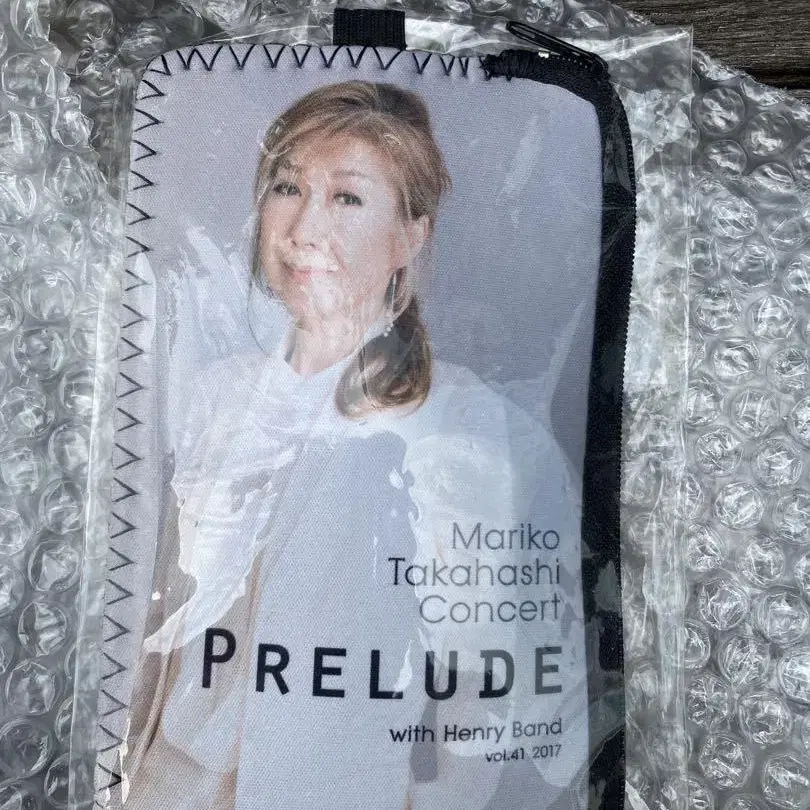 Mariko
Takahashi
Concert
PRELUDE
with Henry Band
vol.41 2017